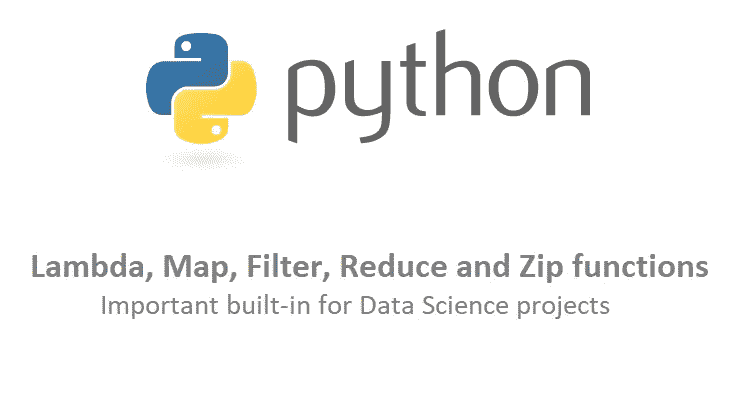 python
Lambda, Map, Filter, Reduce and Zip functions
Important built-in for Data Science projects